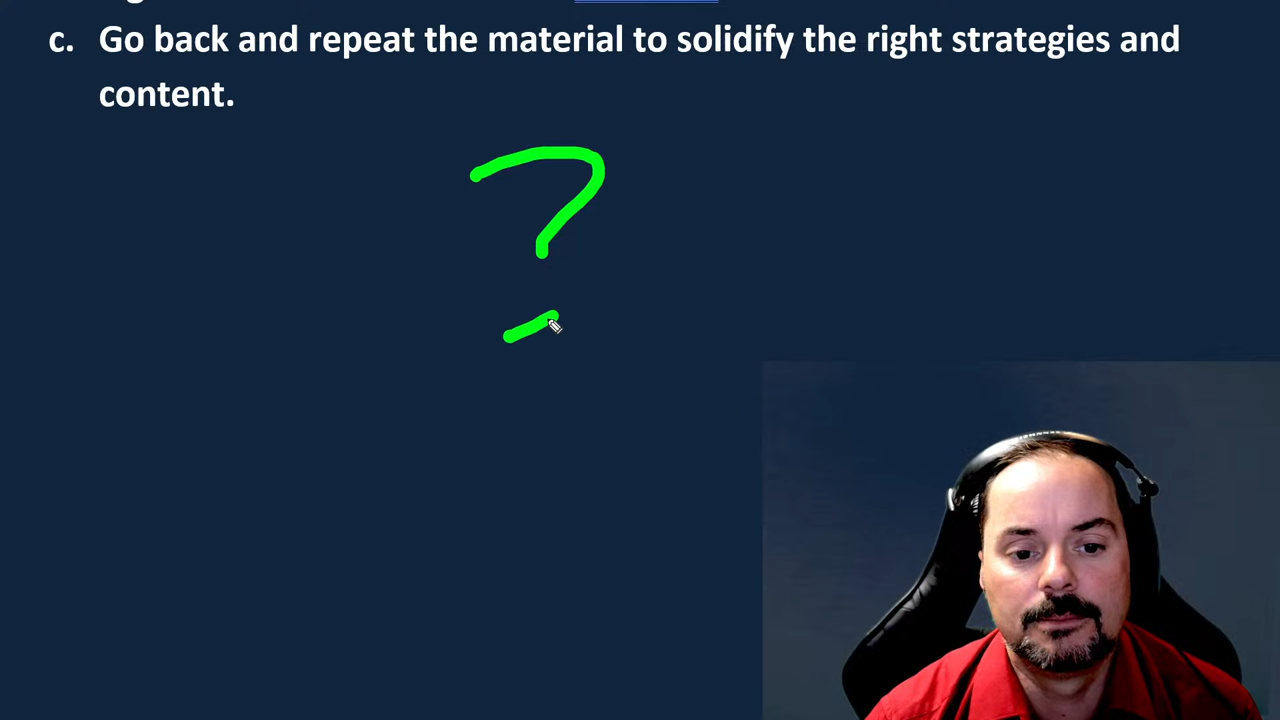 c. Go back and repeat the material to solidify the right strategies and
content.
?